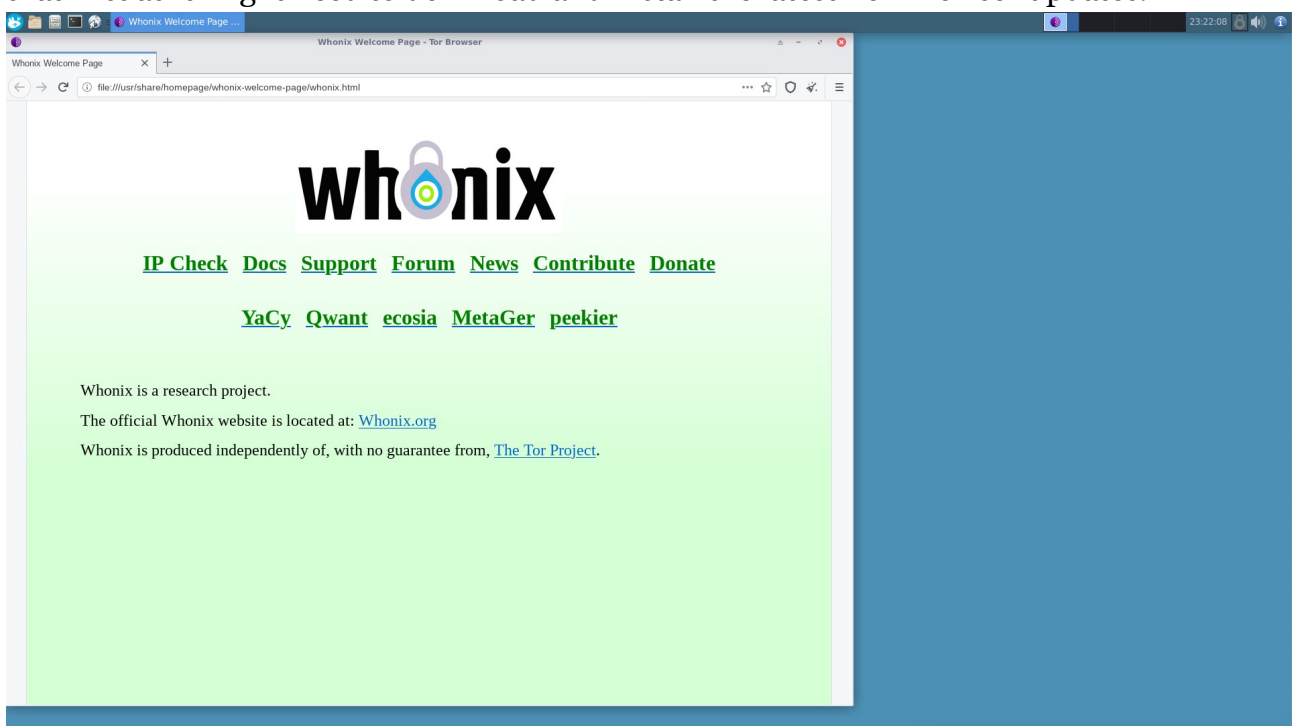 Whonix Welcome Page ...
23:22:08
Whonix Welcome Page - Tor Browser
Whonix Welcome Page
file:///usr/share/homepage/whonix-welcome-page/whonix.html
whonix
IP Check Docs Support Forum News Contribute Donate
YaCy Qwant ecosia MetaGer peekier
Whonix is a research project.
The official Whonix website is located at: Whonix.org
Whonix is produced independently of, with no guarantee from, The Tor Project.